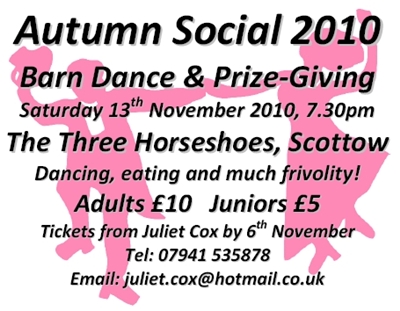 Autumn Social 2010
Barn Dance & Prize-Giving
Saturday 13th November 2010, 7.30pm
The Three Horseshoes, Scottow
Dancing, eating and much frivolity!
Adults £10 Juniors £5
Tickets from Juliet Cox by 6th November
Tel: 07941 535878
Email: juliet.cox@hotmail.co.uk